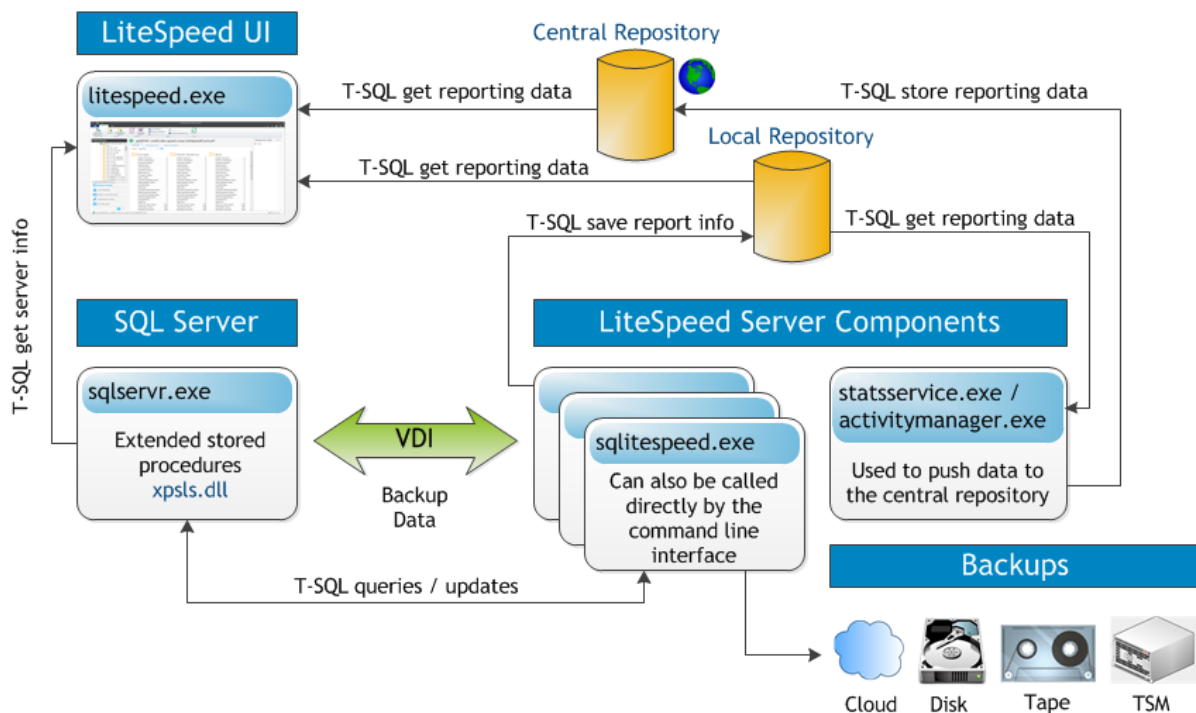 LiteSpeed UI
Central Repository
litespeed.exe
T-SQL get reporting data
T-SQL store reporting data
Local Repository
T-SQL get reporting data
T-SQL save report info
T-SQL get reporting data
T-SQL get server info
SQL Server
LiteSpeed Server Components
sqlservr.exe
Extended stored
procedures
xpsls.dll
VDI
Backup
Data
sqlitespeed.exe
Can also be called
directly by the
command line
interface
statsservice.exe /
activitymanager.exe
Used to push data to
the central repository
T-SQL queries / updates
Backups
Cloud
Disk
Tape
TSM